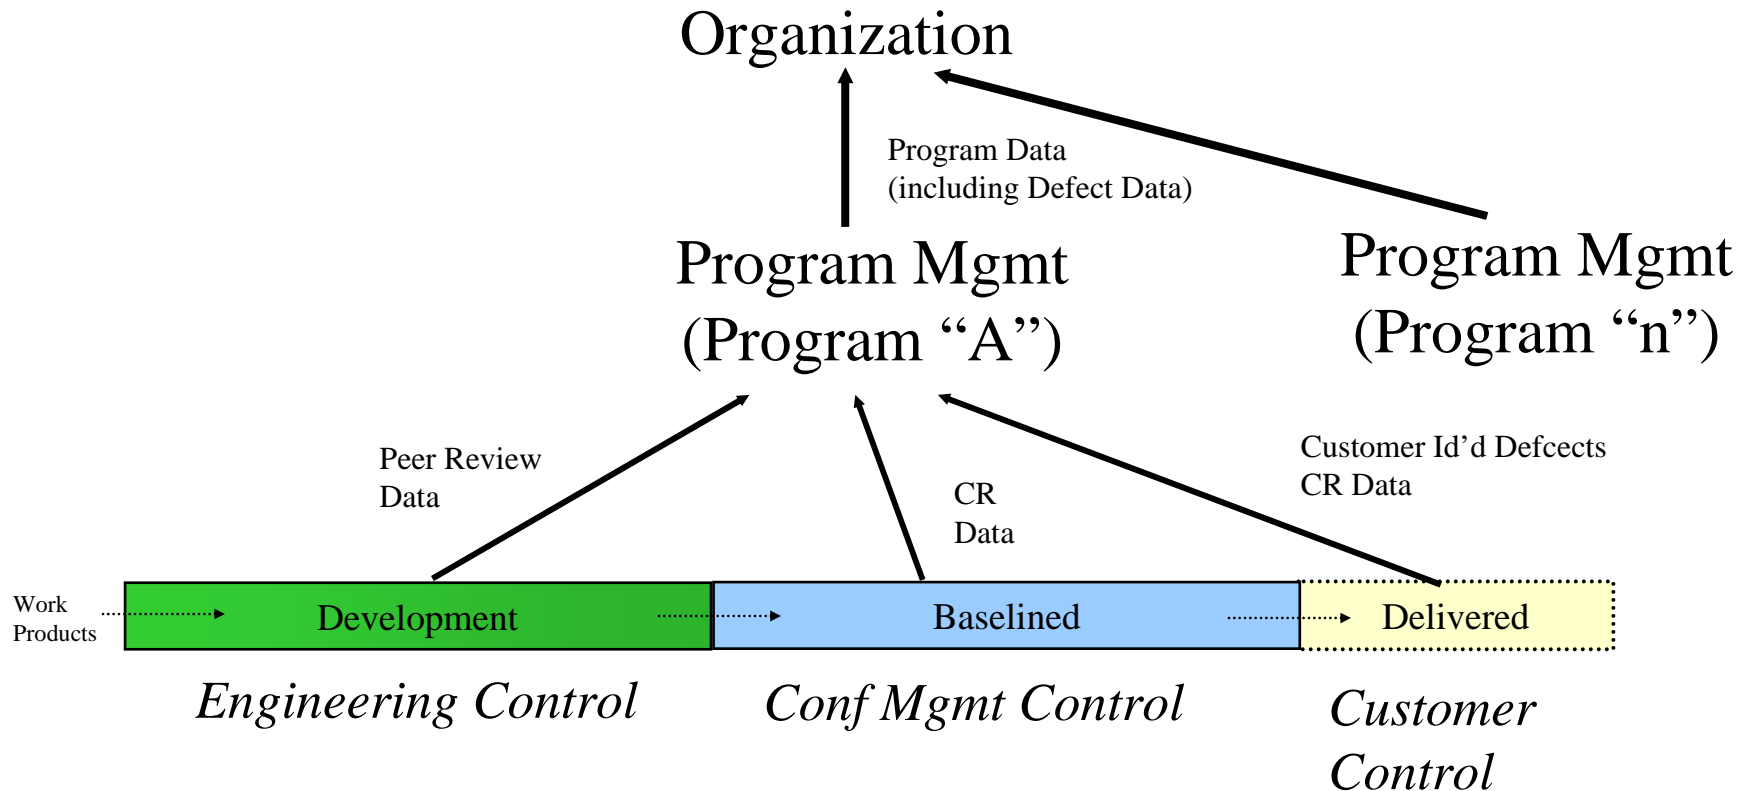 Organization
Program Data
(including Defect Data)
Program Mgmt
(Program “A”)
Program Mgmt
(Program “n”)
Peer Review
Data
CR
Data
Customer Id’d Defcects
CR Data
Work
Products
Development
Baselined
Delivered
Engineering Control
Conf Mgmt Control
Customer
Control